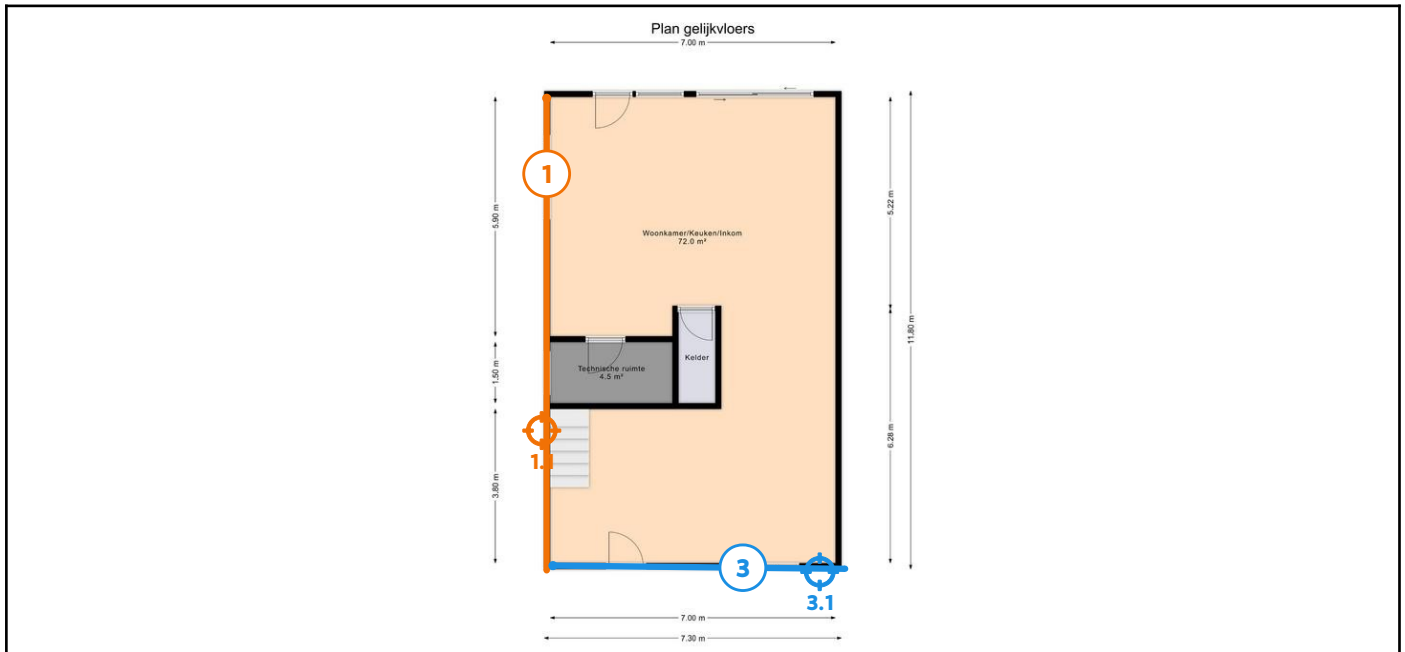 Plan gelijkvloers
7.00 m
1
5.90 m
5.22 m
Woonkamer/Keuken/Inkom
72.0 m²
11.80 m
Kelder
Technische ruimte
4.5 m²
1.50 m
6.28 m
1.1
3.80 m
3
3.1
7.00 m
7.30 m